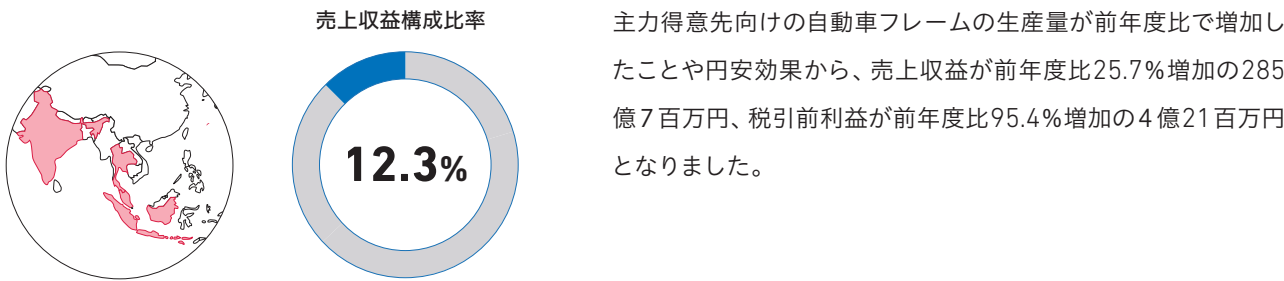 売上収益構成比率
12.3%
主力得意先向けの自動車フレームの生産量が前年度比で増加し
たことや円安効果から、売上収益が前年度比25.7%増加の285
億7百万円、税引前利益が前年度比95.4%増加の4億21百万円
となりました。